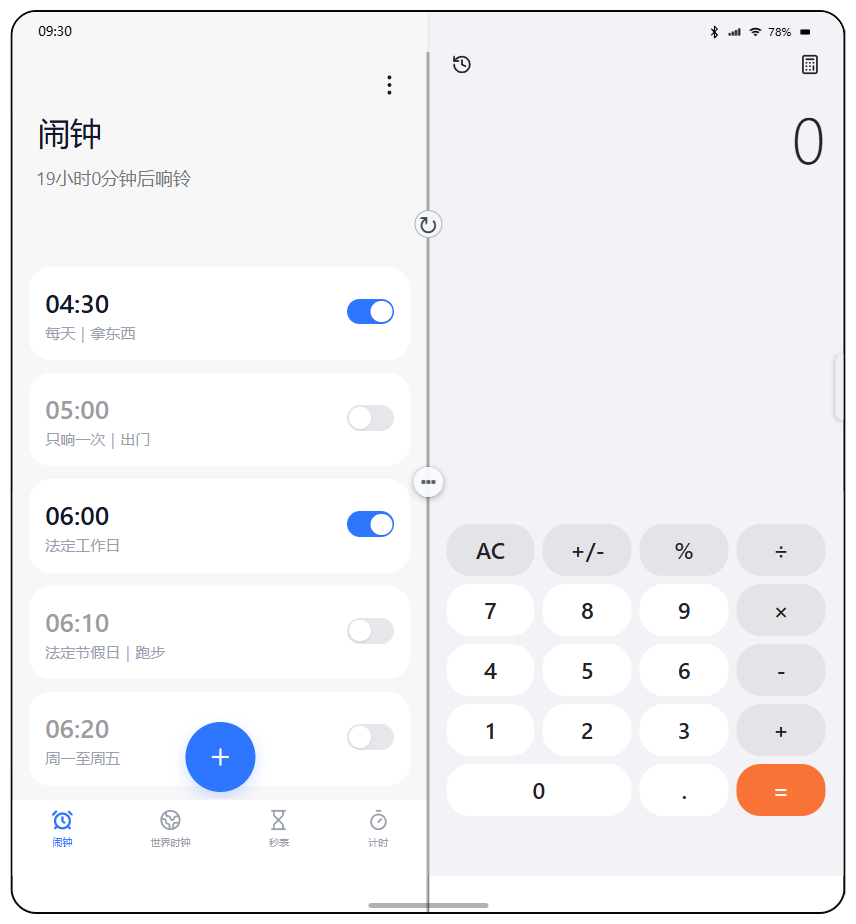 09:30
78%
闹钟
19小时0分钟后响铃
04:30
每天 | 拿东西
05:00
只响一次 | 出门
06:00
法定工作日
06:10
法定节假日 | 跑步
06:20
周一至周五
+
闹钟 世界时钟 秒表 计时
0
AC +/- % ÷
7 8 9 ×
4 5 6 -
1 2 3 +
0 . =